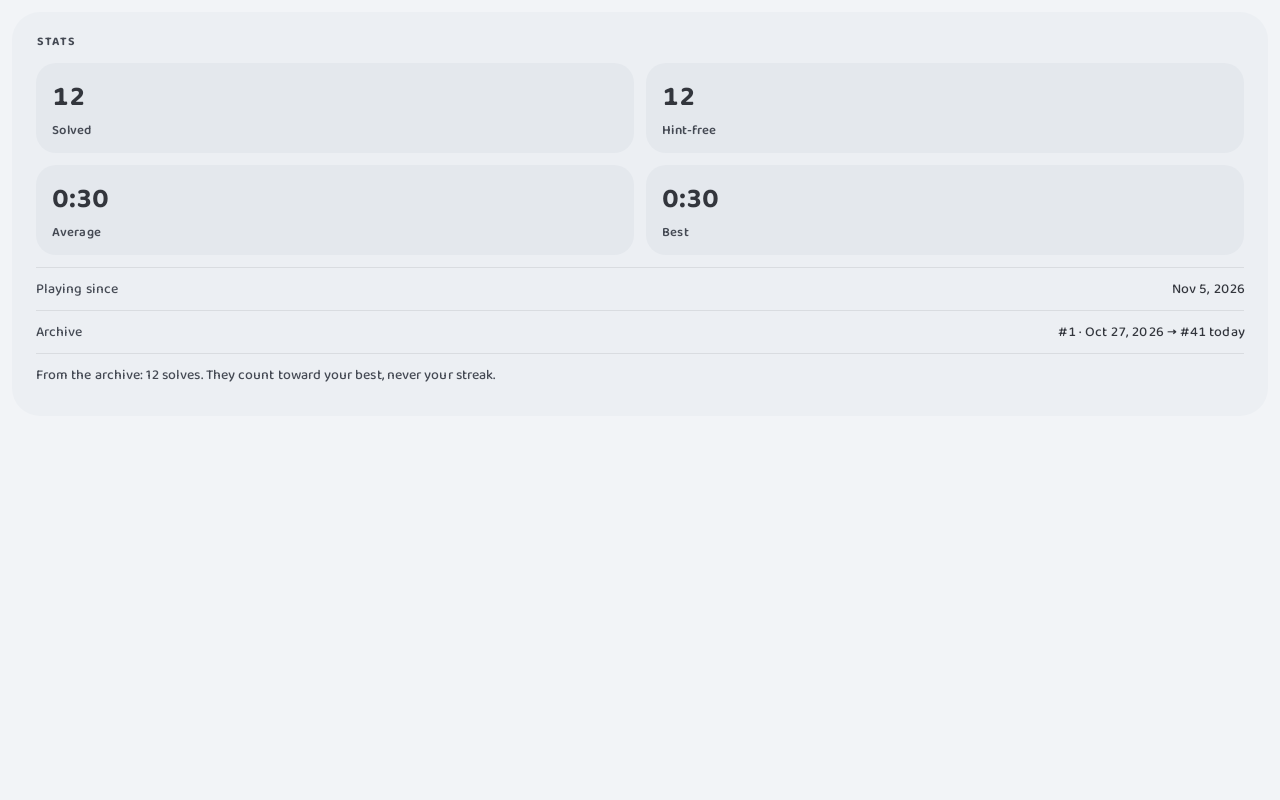 STATS
12
Solved
12
Hint-free
0:30
Average
0:30
Best
Playing since
Nov 5, 2026
Archive
#1 · Oct 27, 2026 → #41 today
From the archive: 12 solves. They count toward your best, never your streak.